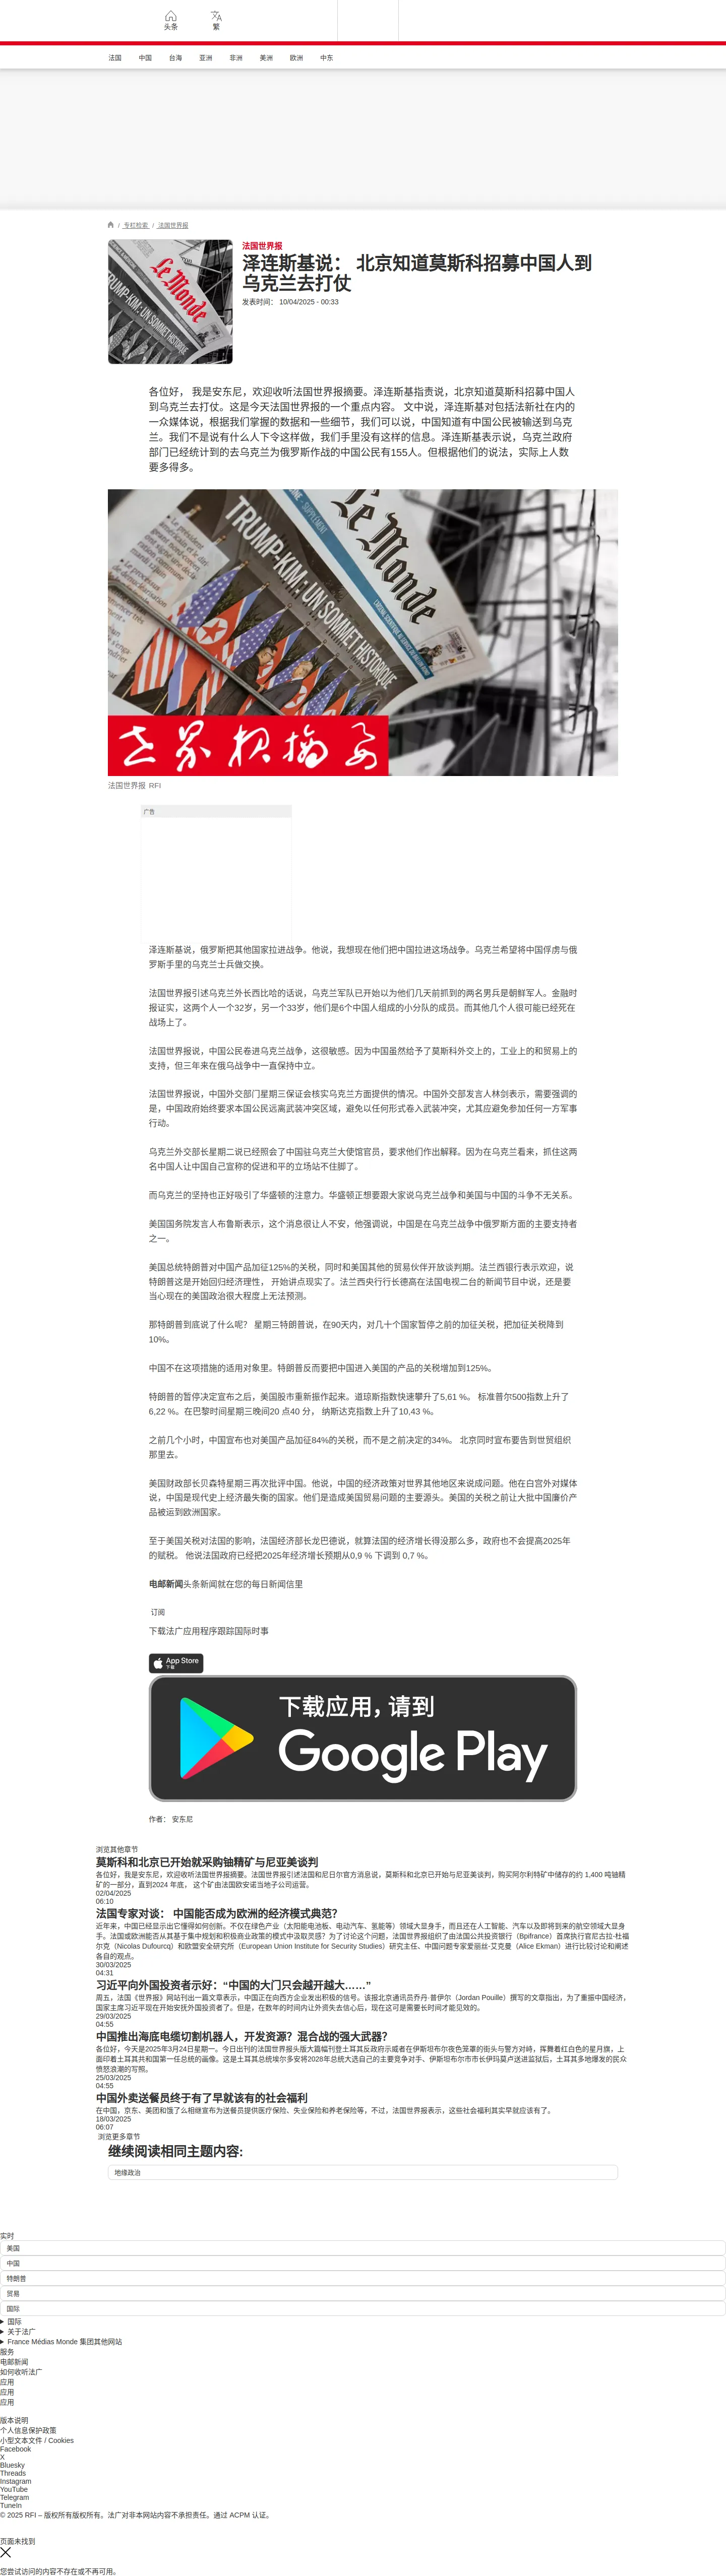 头条
繁
法国 中国 台海 亚洲 非洲 美洲 欧洲 中东
/ 专栏检索 / 法国世界报
法国世界报
泽连斯基说： 北京知道莫斯科招募中国人到
乌克兰去打仗
发表时间： 10/04/2025 - 00:33
各位好， 我是安东尼，欢迎收听法国世界报摘要。泽连斯基指责说，北京知道莫斯科招募中国人
到乌克兰去打仗。这是今天法国世界报的一个重点内容。 文中说，泽连斯基对包括法新社在内的
一众媒体说，根据我们掌握的数据和一些细节，我们可以说，中国知道有中国公民被输送到乌克
兰。我们不是说有什么人下令这样做，我们手里没有这样的信息。泽连斯基表示说，乌克兰政府
部门已经统计到的去乌克兰为俄罗斯作战的中国公民有155人。但根据他们的说法，实际上人数
要多得多。
Le Monde
TRUMP-KIM : UN SOMMET HISTORIQUE
世界报摘要
法国世界报 RFI
广告
泽连斯基说，俄罗斯把其他国家拉进战争。他说，我想现在他们把中国拉进这场战争。乌克兰希望将中国俘虏与俄
罗斯手里的乌克兰士兵做交换。
法国世界报引述乌克兰外长西比哈的话说，乌克兰军队已开始以为他们几天前抓到的两名男兵是朝鲜军人。金融时
报证实，这两个人一个32岁，另一个33岁，他们是6个中国人组成的小分队的成员。而其他几个人很可能已经死在
战场上了。
法国世界报说，中国公民卷进乌克兰战争，这很敏感。因为中国虽然给予了莫斯科外交上的，工业上的和贸易上的
支持，但三年来在俄乌战争中一直保持中立。
法国世界报说，中国外交部门星期三保证会核实乌克兰方面提供的情况。中国外交部发言人林剑表示，需要强调的
是，中国政府始终要求本国公民远离武装冲突区域，避免以任何形式卷入武装冲突，尤其应避免参加任何一方军事
行动。
乌克兰外交部长星期二说已经照会了中国驻乌克兰大使馆官员，要求他们作出解释。因为在乌克兰看来，抓住这两
名中国人让中国自己宣称的促进和平的立场站不住脚了。
而乌克兰的坚持也正好吸引了华盛顿的注意力。华盛顿正想要跟大家说乌克兰战争和美国与中国的斗争不无关系。
美国国务院发言人布鲁斯表示，这个消息很让人不安，他强调说，中国是在乌克兰战争中俄罗斯方面的主要支持者
之一。
美国总统特朗普对中国产品加征125%的关税，同时和美国其他的贸易伙伴开放谈判期。法兰西银行表示欢迎，说
特朗普这是开始回归经济理性， 开始讲点现实了。法兰西央行行长德高在法国电视二台的新闻节目中说，还是要
当心现在的美国政治很大程度上无法预测。
那特朗普到底说了什么呢？ 星期三特朗普说，在90天内，对几十个国家暂停之前的加征关税，把加征关税降到
10%。
中国不在这项措施的适用对象里。特朗普反而要把中国进入美国的产品的关税增加到125%。
特朗普的暂停决定宣布之后，美国股市重新振作起来。道琼斯指数快速攀升了5,61 %。 标准普尔500指数上升了
6,22 %。在巴黎时间星期三晚间20 点40 分， 纳斯达克指数上升了10,43 %。
之前几个小时，中国宣布也对美国产品加征84%的关税，而不是之前决定的34%。 北京同时宣布要告到世贸组织
那里去。
美国财政部长贝森特星期三再次批评中国。他说，中国的经济政策对世界其他地区来说成问题。他在白宫外对媒体
说，中国是现代史上经济最失衡的国家。他们是造成美国贸易问题的主要源头。美国的关税之前让大批中国廉价产
品被运到欧洲国家。
至于美国关税对法国的影响，法国经济部长龙巴德说，就算法国的经济增长得没那么多，政府也不会提高2025年
的赋税。 他说法国政府已经把2025年经济增长预期从0,9 % 下调到 0,7 %。
电邮新闻头条新闻就在您的每日新闻信里
订阅
下载法广应用程序跟踪国际时事
App Store
下载
下载应用，请到
Google Play
作者： 安东尼
浏览其他章节
莫斯科和北京已开始就采购铀精矿与尼亚美谈判
各位好，我是安东尼，欢迎收听法国世界报摘要。法国世界报引述法国和尼日尔官方消息说，莫斯科和北京已开始与尼亚美谈判，购买阿尔利特矿中储存的约 1,400 吨铀精
矿的一部分，直到2024 年底， 这个矿由法国欧安诺当地子公司运营。
02/04/2025
06:10
法国专家对谈： 中国能否成为欧洲的经济模式典范？
近年来，中国已经显示出它懂得如何创新。不仅在绿色产业（太阳能电池板、电动汽车、氢能等）领域大显身手，而且还在人工智能、汽车以及即将到来的航空领域大显身
手。法国或欧洲能否从其基于集中规划和积极商业政策的模式中汲取灵感？为了讨论这个问题，法国世界报组织了由法国公共投资银行（Bpifrance）首席执行官尼古拉·杜福
尔克（Nicolas Dufourcq）和欧盟安全研究所（European Union Institute for Security Studies）研究主任、中国问题专家爱丽丝·艾克曼（Alice Ekman）进行比较讨论和阐述
各自的观点。
30/03/2025
04:31
习近平向外国投资者示好：“中国的大门只会越开越大……”
周五，法国《世界报》网站刊出一篇文章表示，中国正在向西方企业发出积极的信号。该报北京通讯员乔丹·普伊尔（Jordan Pouille）撰写的文章指出，为了重振中国经济，
国家主席习近平现在开始安抚外国投资者了。但是，在数年的时间内让外资失去信心后，现在这可是需要长时间才能见效的。
29/03/2025
04:55
中国推出海底电缆切割机器人，开发资源？混合战的强大武器？
各位好，今天是2025年3月24日星期一。今日出刊的法国世界报头版大篇幅刊登土耳其反政府示威者在伊斯坦布尔夜色笼罩的街头与警方对峙，挥舞着红白色的星月旗，上
面印着土耳其共和国第一任总统的画像。这是土耳其总统埃尔多安将2028年总统大选自己的主要竞争对手、伊斯坦布尔市市长伊玛莫卢送进监狱后，土耳其多地爆发的民众
愤怒浪潮的写照。
25/03/2025
04:55
中国外卖送餐员终于有了早就该有的社会福利
在中国，京东、美团和饿了么相继宣布为送餐员提供医疗保险、失业保险和养老保险等，不过，法国世界报表示，这些社会福利其实早就应该有了。
18/03/2025
06:07
浏览更多章节
继续阅读相同主题内容:
地缘政治
实时
美国
中国
特朗普
贸易
国际
国际
关于法广
France Médias Monde 集团其他网站
服务
电邮新闻
如何收听法广
应用
应用
应用
版本说明
个人信息保护政策
小型文本文件 / Cookies
Facebook
X
Bluesky
Threads
Instagram
YouTube
Telegram
TuneIn
© 2025 RFI – 版权所有版权所有。法广对非本网站内容不承担责任。通过 ACPM 认证。
页面未找到
您尝试访问的内容不存在或不再可用。